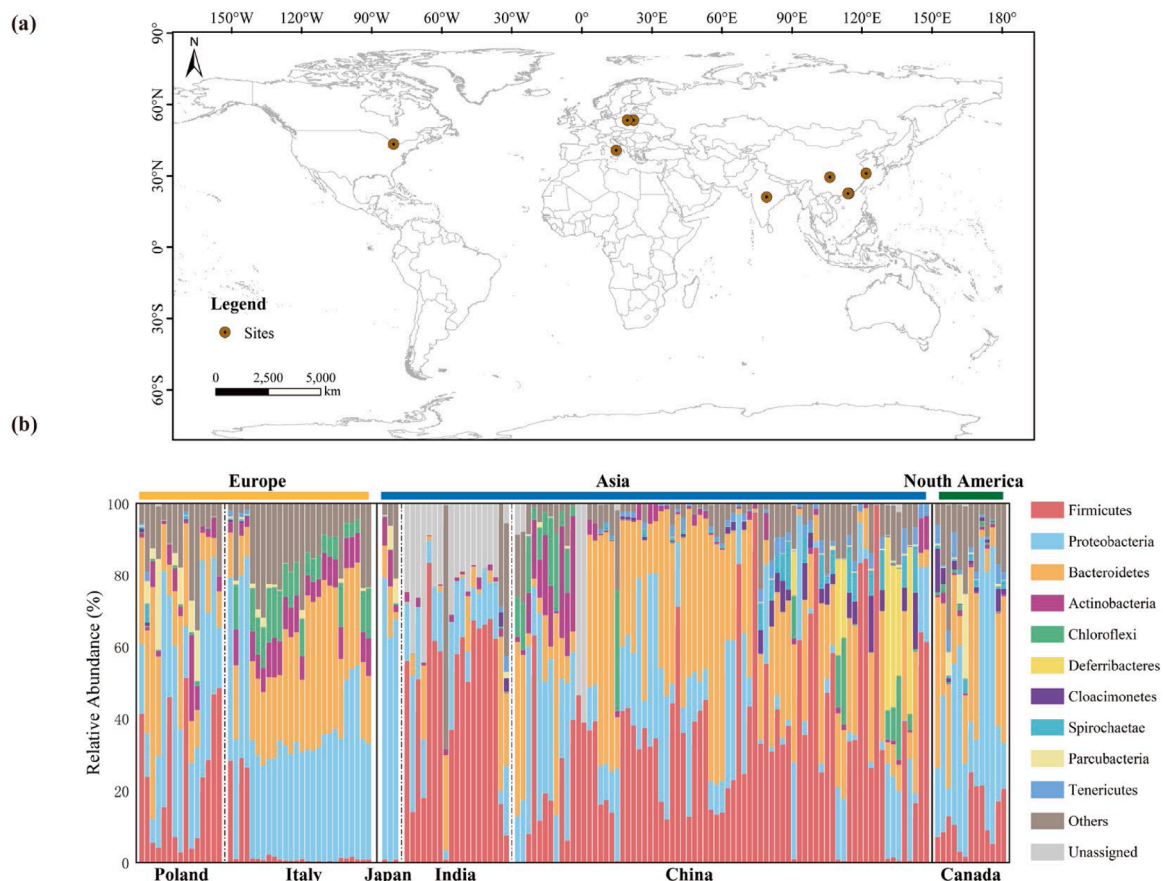 (a)
150°W 120°W 90°W 60°W 30°W 0° 30°E 60°E 90°E 120°E 150°E 180°
90°
N
60°N
30°N
0°
30°S
60°S
Legend
Sites
0 2,500 5,000
km
(b)
Europe Asia Nouth America
Relative Abundance (%)
100
80
60
40
20
0
Poland Italy Japan India China Canada
Firmicutes
Proteobacteria
Bacteroidetes
Actinobacteria
Chloroflexi
Deferribacteres
Cloacimonetes
Spirochaetae
Parcubacteria
Tenericutes
Others
Unassigned